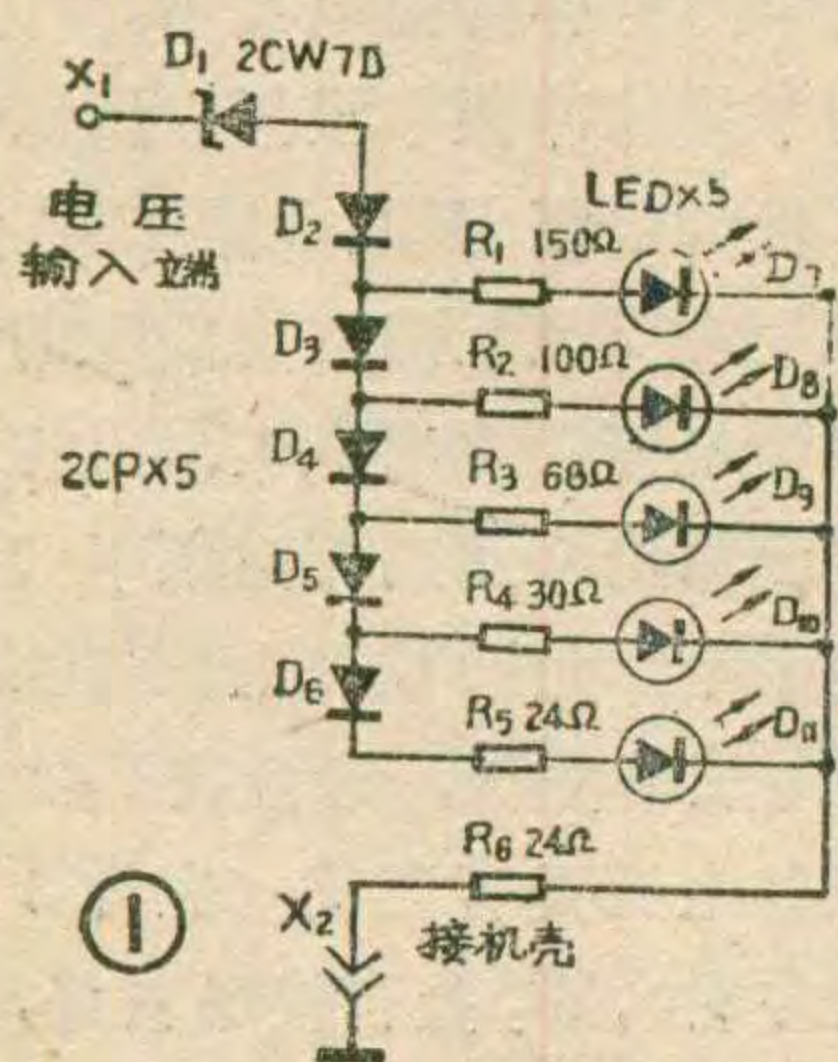 D₁ 2CW7D
X₁
电压
输入端
LED×5
D₂
R₁ 150Ω
D₇
D₃
R₂ 100Ω
D₈
2CP×5
D₄
R₃ 68Ω
D₉
D₅
R₄ 30Ω
D₁₀
D₆
R₅ 24Ω
D₁₁
R₆ 24Ω
①
X₂
接机壳